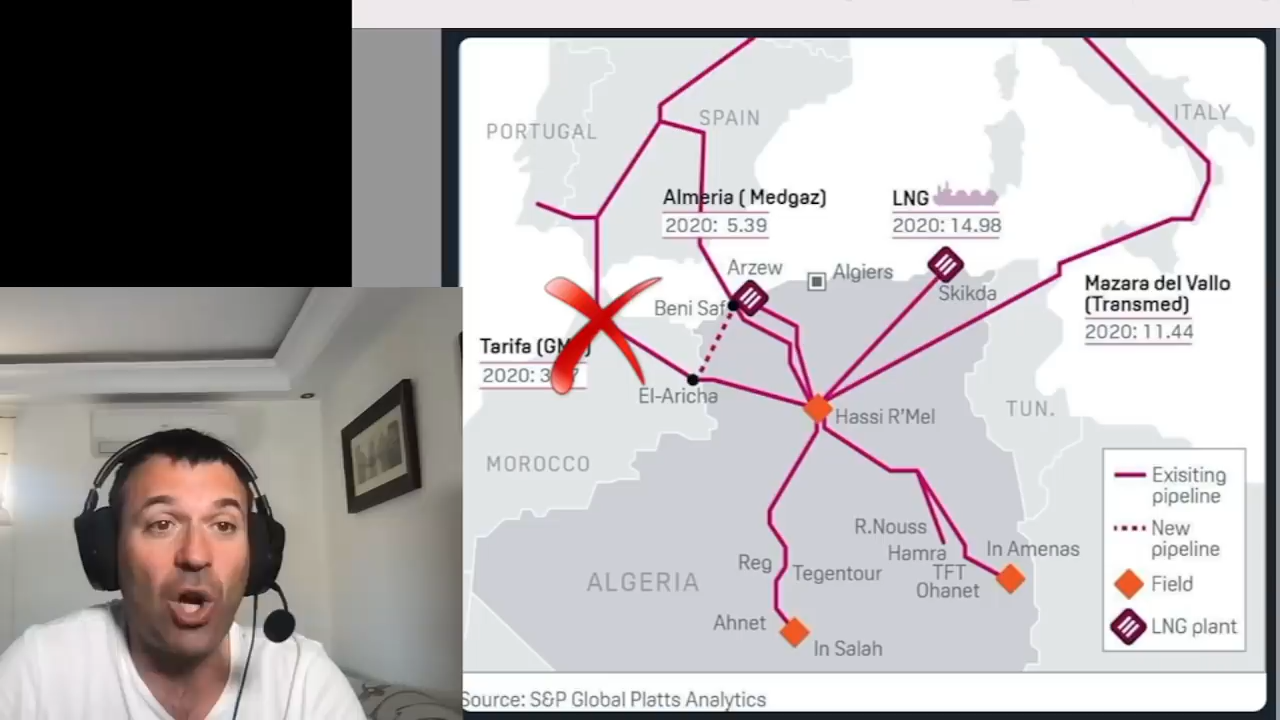 PORTUGAL
SPAIN
ITALY
Almeria ( Medgaz)
2020: 5.39
LNG
2020: 14.98
Arzew
Algiers
Skikda
Beni Saf
Mazara del Vallo
(Transmed)
2020: 11.44
Tarifa
2020:
El-Aricha
Hassi R'Mel
TUN.
MOROCCO
Exisiting
pipeline
New
pipeline
Field
LNG plant
R.Nouss
Hamra
In Amenas
TFT
Ohanet
Reg
Tegentour
ALGERIA
Ahnet
In Salah
Source: S&P Global Platts Analytics